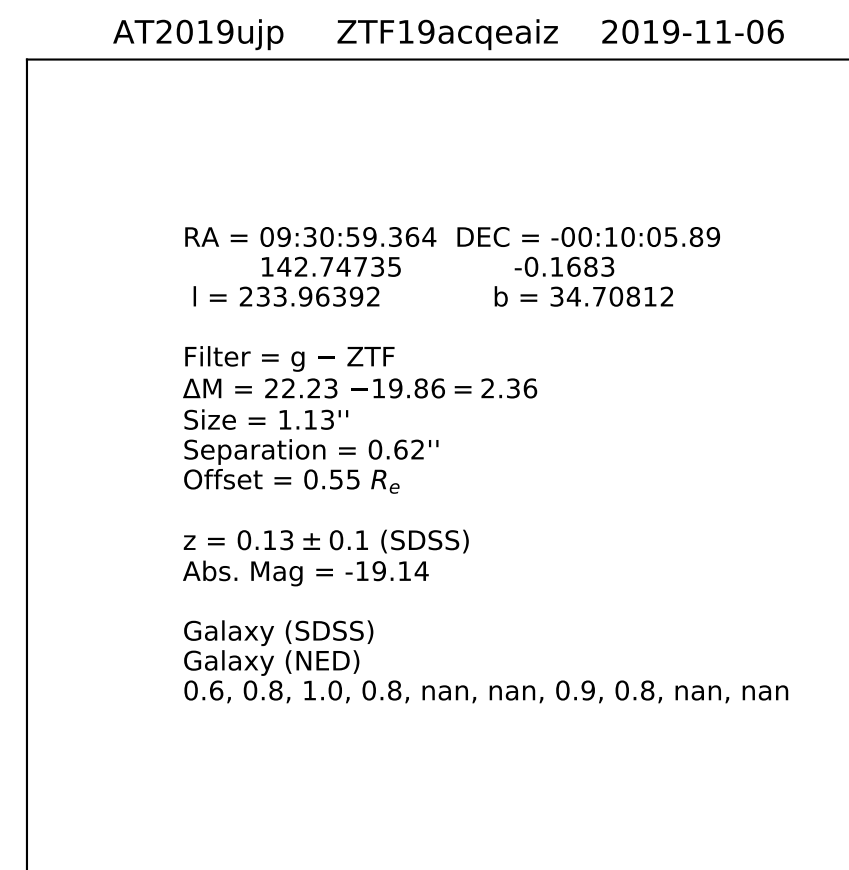 AT2019ujp ZTF19acqeaiz 2019-11-06
RA = 09:30:59.364 DEC = -00:10:05.89
142.74735 -0.1683
l = 233.96392 b = 34.70812
Filter = g − ZTF
ΔM = 22.23 −19.86 = 2.36
Size = 1.13''
Separation = 0.62''
Offset = 0.55 Re
z = 0.13 ± 0.1 (SDSS)
Abs. Mag = -19.14
Galaxy (SDSS)
Galaxy (NED)
0.6, 0.8, 1.0, 0.8, nan, nan, 0.9, 0.8, nan, nan